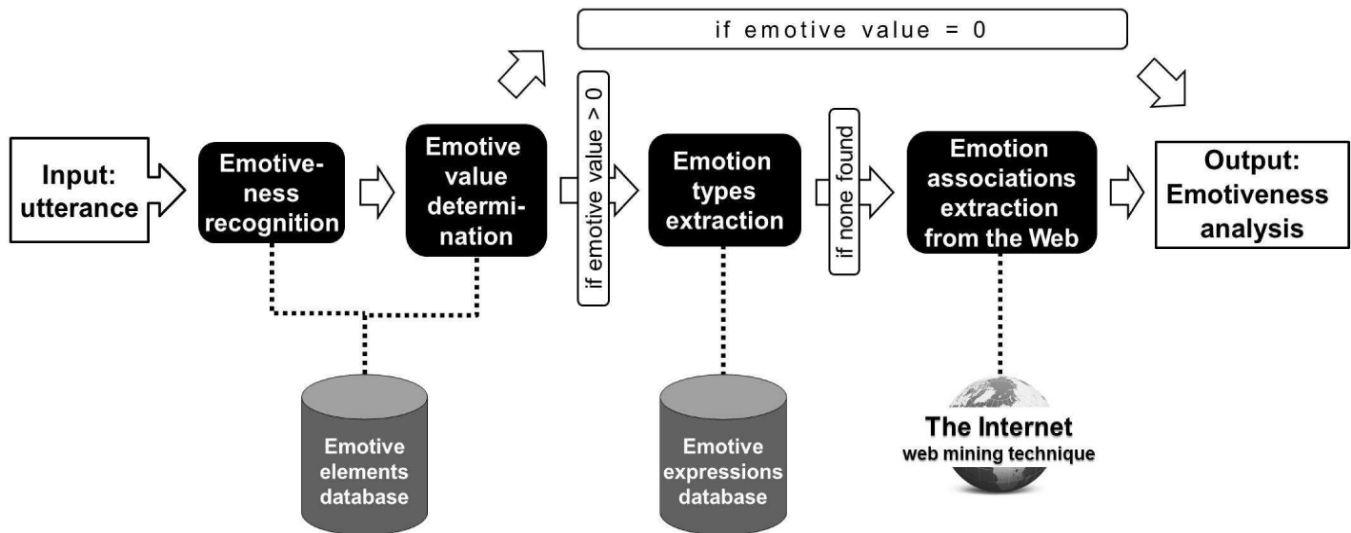 if emotive value = 0
Input:
utterance
Emotive-
ness
recognition
Emotive
value
determi-
nation
if emotive value > 0
Emotion
types
extraction
if none found
Emotion
associations
extraction
from the Web
Output:
Emotiveness
analysis
Emotive
elements
database
Emotive
expressions
database
The Internet
web mining technique